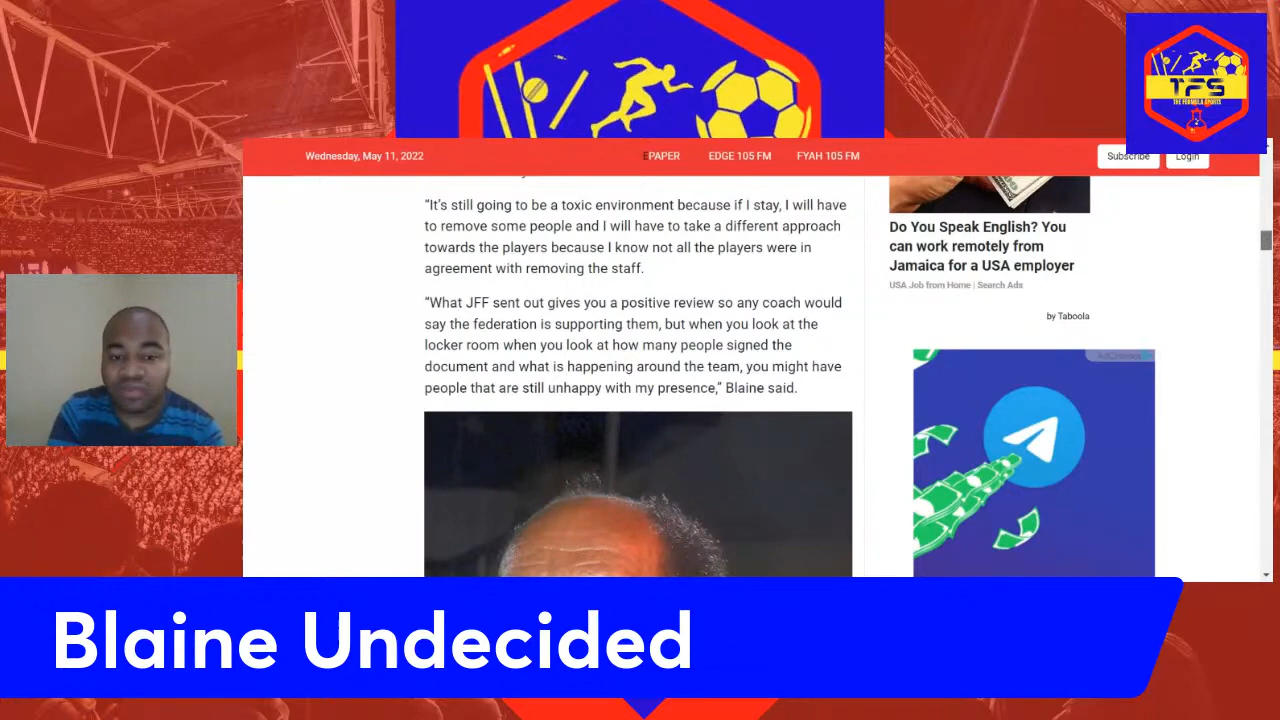 TPS
THE FORMULA SPORTS
Wednesday, May 11, 2022
EPAPER
EDGE 105 FM
FYAH 105 FM
Subscribe
Login
“It’s still going to be a toxic environment because if I stay, I will have
to remove some people and I will have to take a different approach
towards the players because I know not all the players were in
agreement with removing the staff.
“What JFF sent out gives you a positive review so any coach would
say the federation is supporting them, but when you look at the
locker room when you look at how many people signed the
document and what is happening around the team, you might have
people that are still unhappy with my presence,” Blaine said.
Do You Speak English? You
can work remotely from
Jamaica for a USA employer
USA Job from Home | Search Ads
by Taboola
Blaine Undecided